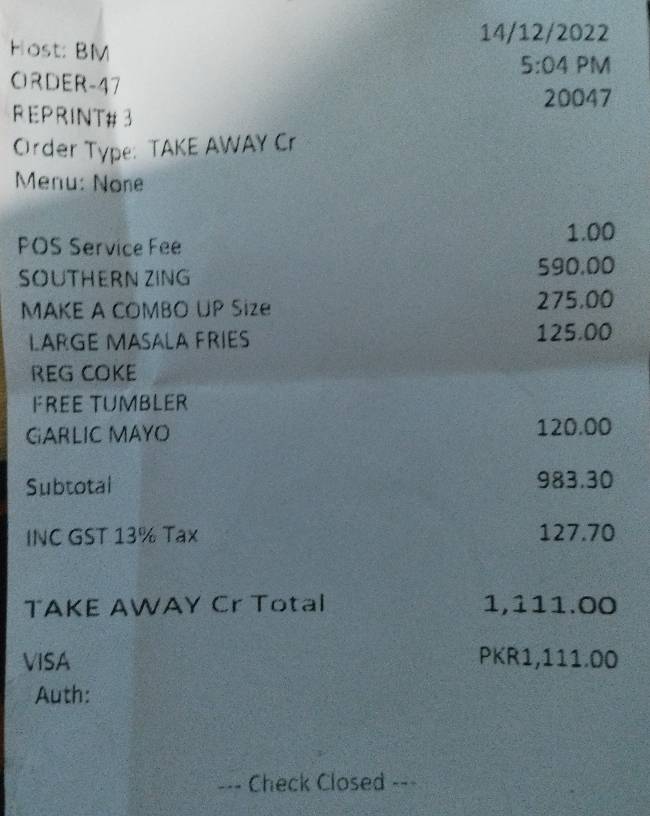 14/12/2022
Host: BM 5:04 PM
ORDER-47 20047
REPRINT# 3
Order Type: TAKE AWAY Cr
Menu: None
POS Service Fee 1.00
SOUTHERN ZING 590.00
MAKE A COMBO UP Size 275.00
LARGE MASALA FRIES 125.00
REG COKE
FREE TUMBLER
GARLIC MAYO 120.00
Subtotal 983.30
INC GST 13% Tax 127.70
TAKE AWAY Cr Total 1,111.00
VISA PKR1,111.00
Auth:
--- Check Closed ---